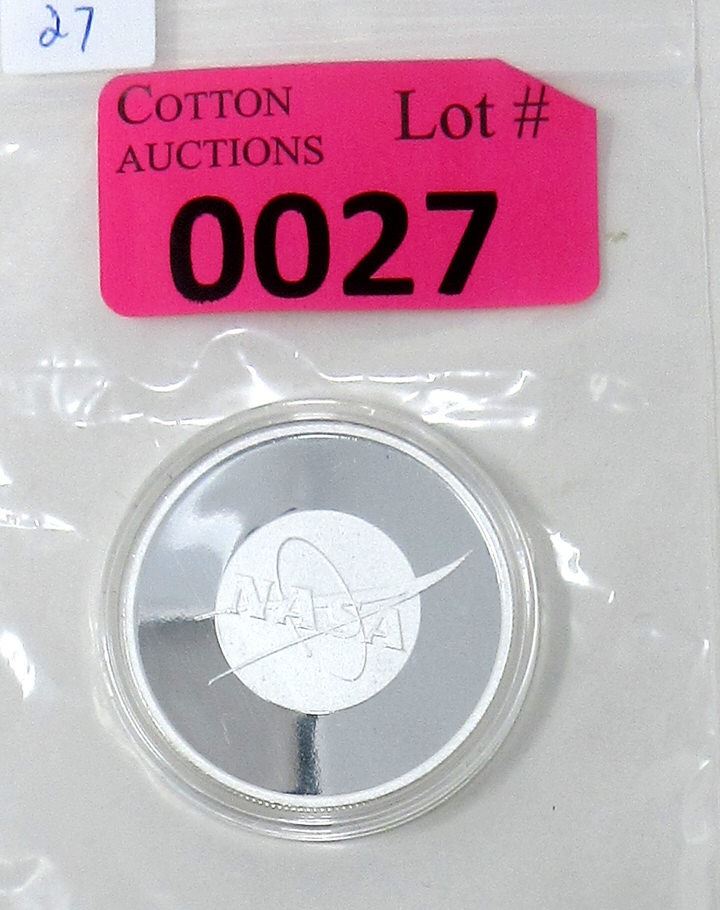 27
COTTON
AUCTIONS
Lot #
0027
NASA